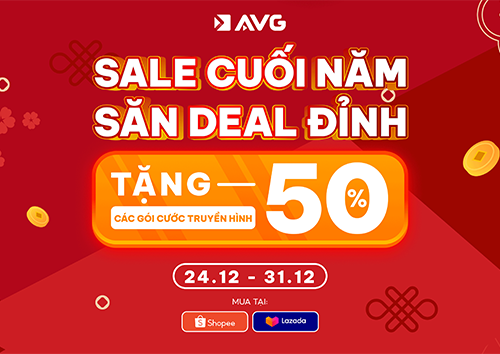 AVG
SALE CUỐI NĂM
SĂN DEAL ĐỈNH
TẶNG — 50%
CÁC GÓI CƯỚC TRUYỀN HÌNH
24.12 - 31.12
MUA TẠI:
Shopee Lazada